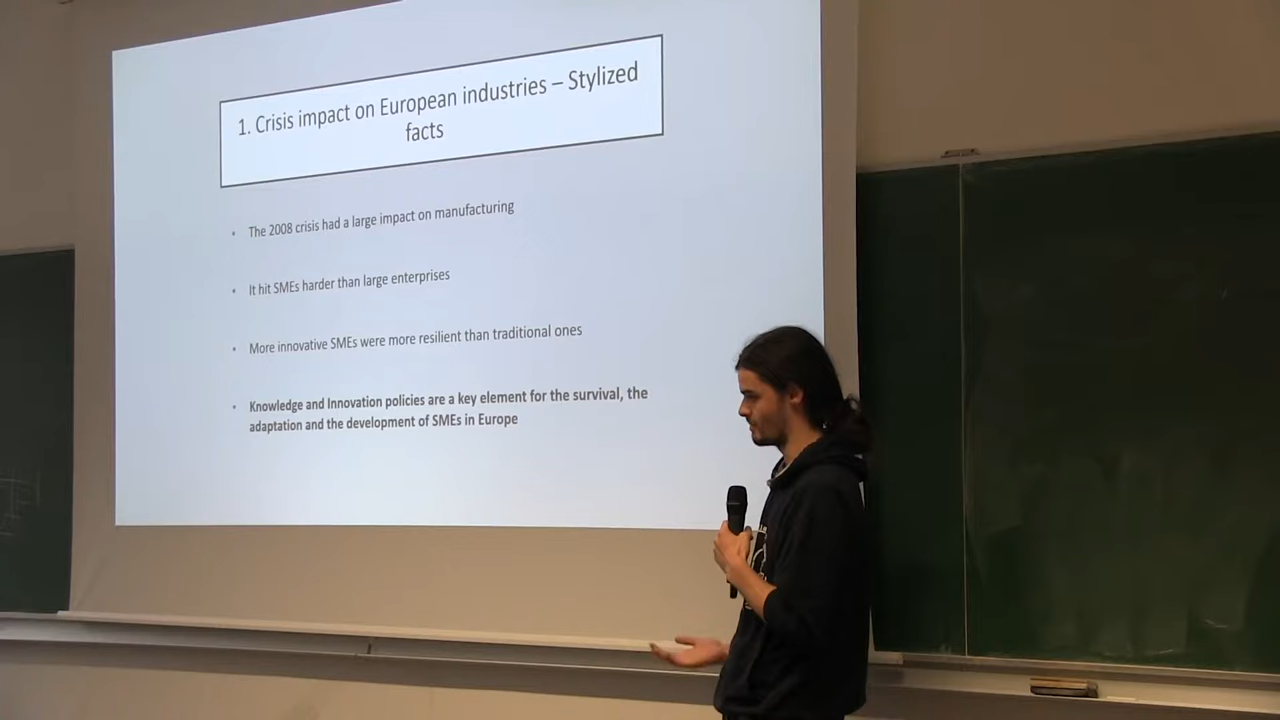 1. Crisis impact on European industries – Stylized
facts
• The 2008 crisis had a large impact on manufacturing
• It hit SMEs harder than large enterprises
• More innovative SMEs were more resilient than traditional ones
• Knowledge and Innovation policies are a key element for the survival, the
adaptation and the development of SMEs in Europe